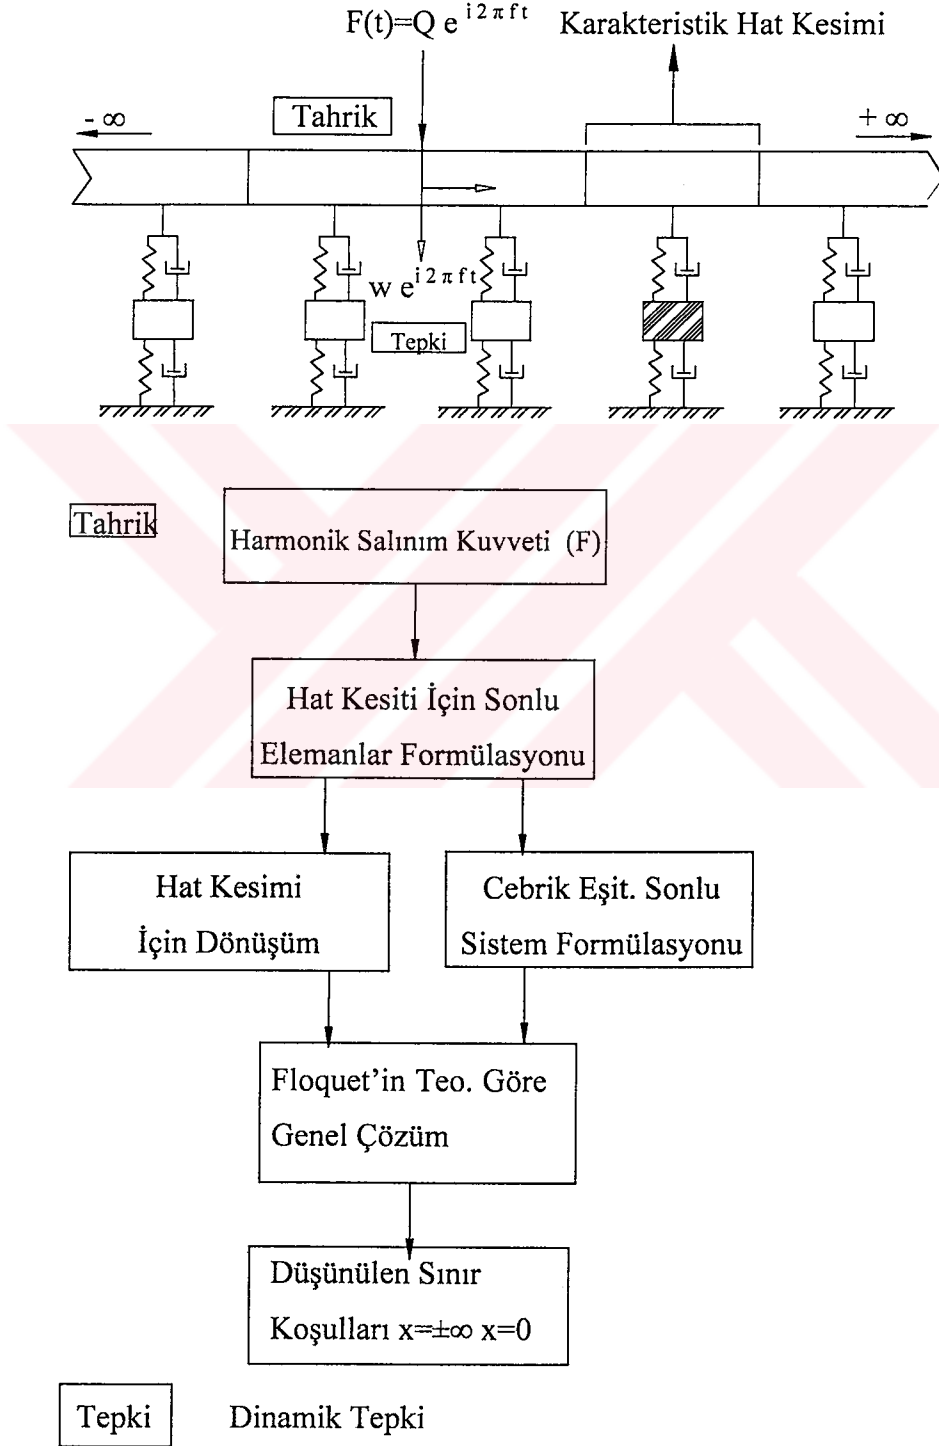 F(t)=Q e^{i2πft} Karakteristik Hat Kesimi
- ∞ Tahrik + ∞
w e^{i2πft}
Tepki
Tahrik
Harmonik Salınım Kuvveti (F)
Hat Kesiti İçin Sonlu
Elemanlar Formülasyonu
Hat Kesimi
İçin Dönüşüm
Cebrik Eşit. Sonlu
Sistem Formülasyonu
Floquet'in Teo. Göre
Genel Çözüm
Düşünülen Sınır
Koşulları x=±∞ x=0
Tepki Dinamik Tepki